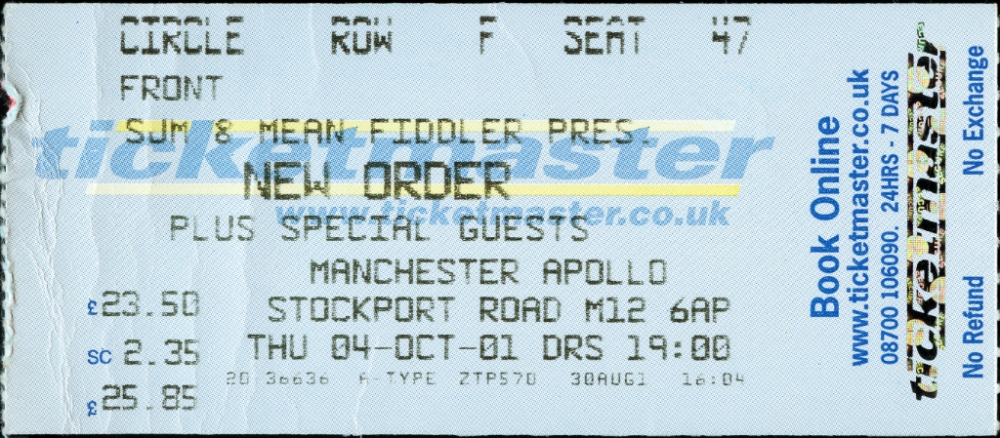 CIRCLE ROW F SEAT 47
FRONT
SJM & MEAN FIDDLER PRES
ticketmaster
NEW ORDER
www.ticketmaster.co.uk
PLUS SPECIAL GUESTS
MANCHESTER APOLLO
£23.50 STOCKPORT ROAD M12 6AP
SC 2.35 THU 04-OCT-01 DRS 19:00
20-36636 A-TYPE ZTP570 30AUG1 16:04
£25.85
Book Online
www.ticketmaster.co.uk
08700 106090. 24HRS - 7 DAYS
ticketmaster
No Refund No Exchange